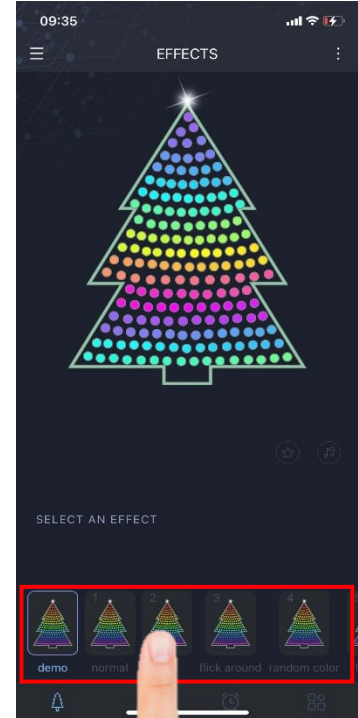 09:35
EFFECTS
SELECT AN EFFECT
1 2 3 4
demo normal flick around random color